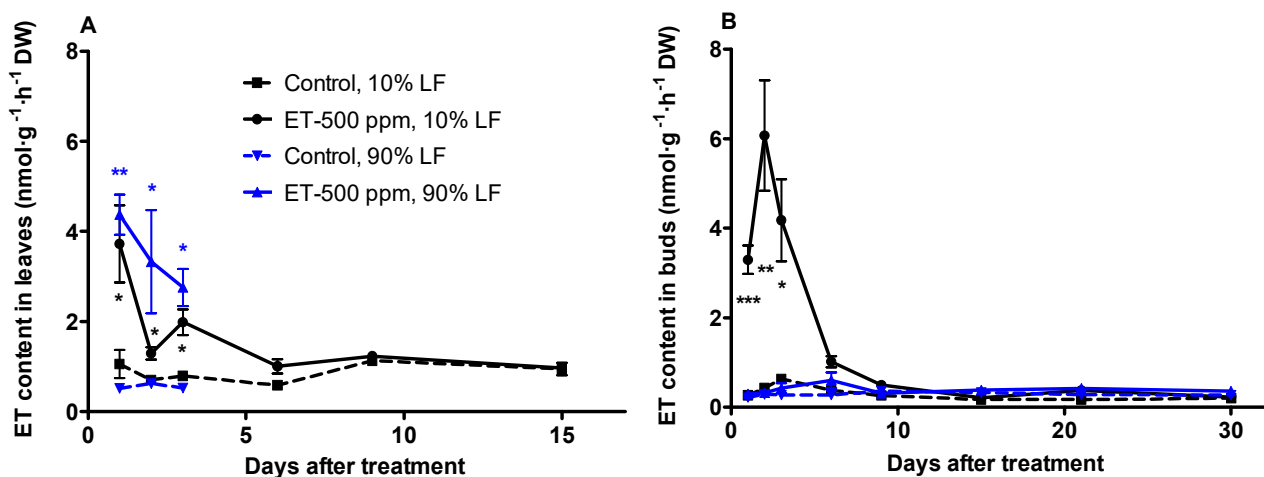 A
ET content in leaves (nmol·g⁻¹·h⁻¹ DW)
8
6
4
2
0
** * *
* * *
Control, 10% LF
ET-500 ppm, 10% LF
Control, 90% LF
ET-500 ppm, 90% LF
0 5 10 15
Days after treatment
B
ET content in buds (nmol·g⁻¹·h⁻¹ DW)
8
6
4
2
0
*** ** *
0 10 20 30
Days after treatment